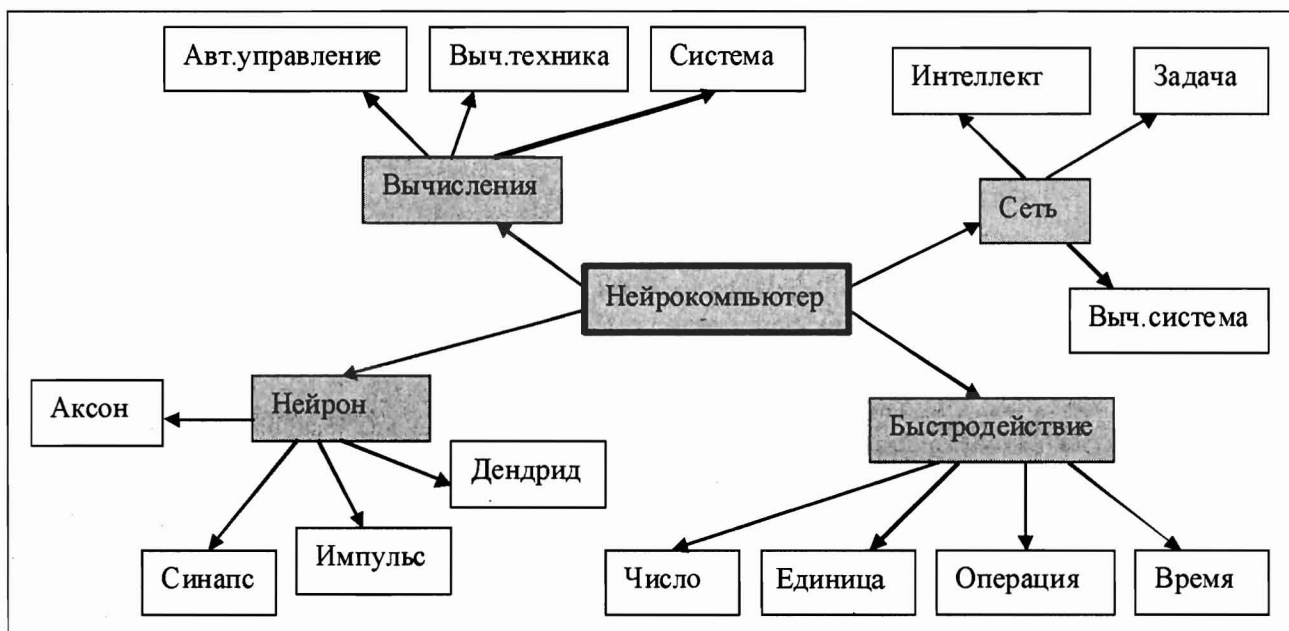 Авт.управление
Выч.техника
Система
Интеллект
Задача
Вычисления
Сеть
Нейрокомпьютер
Выч.система
Аксон
Нейрон
Быстродействие
Дендрид
Синапс
Импульс
Число
Единица
Операция
Время